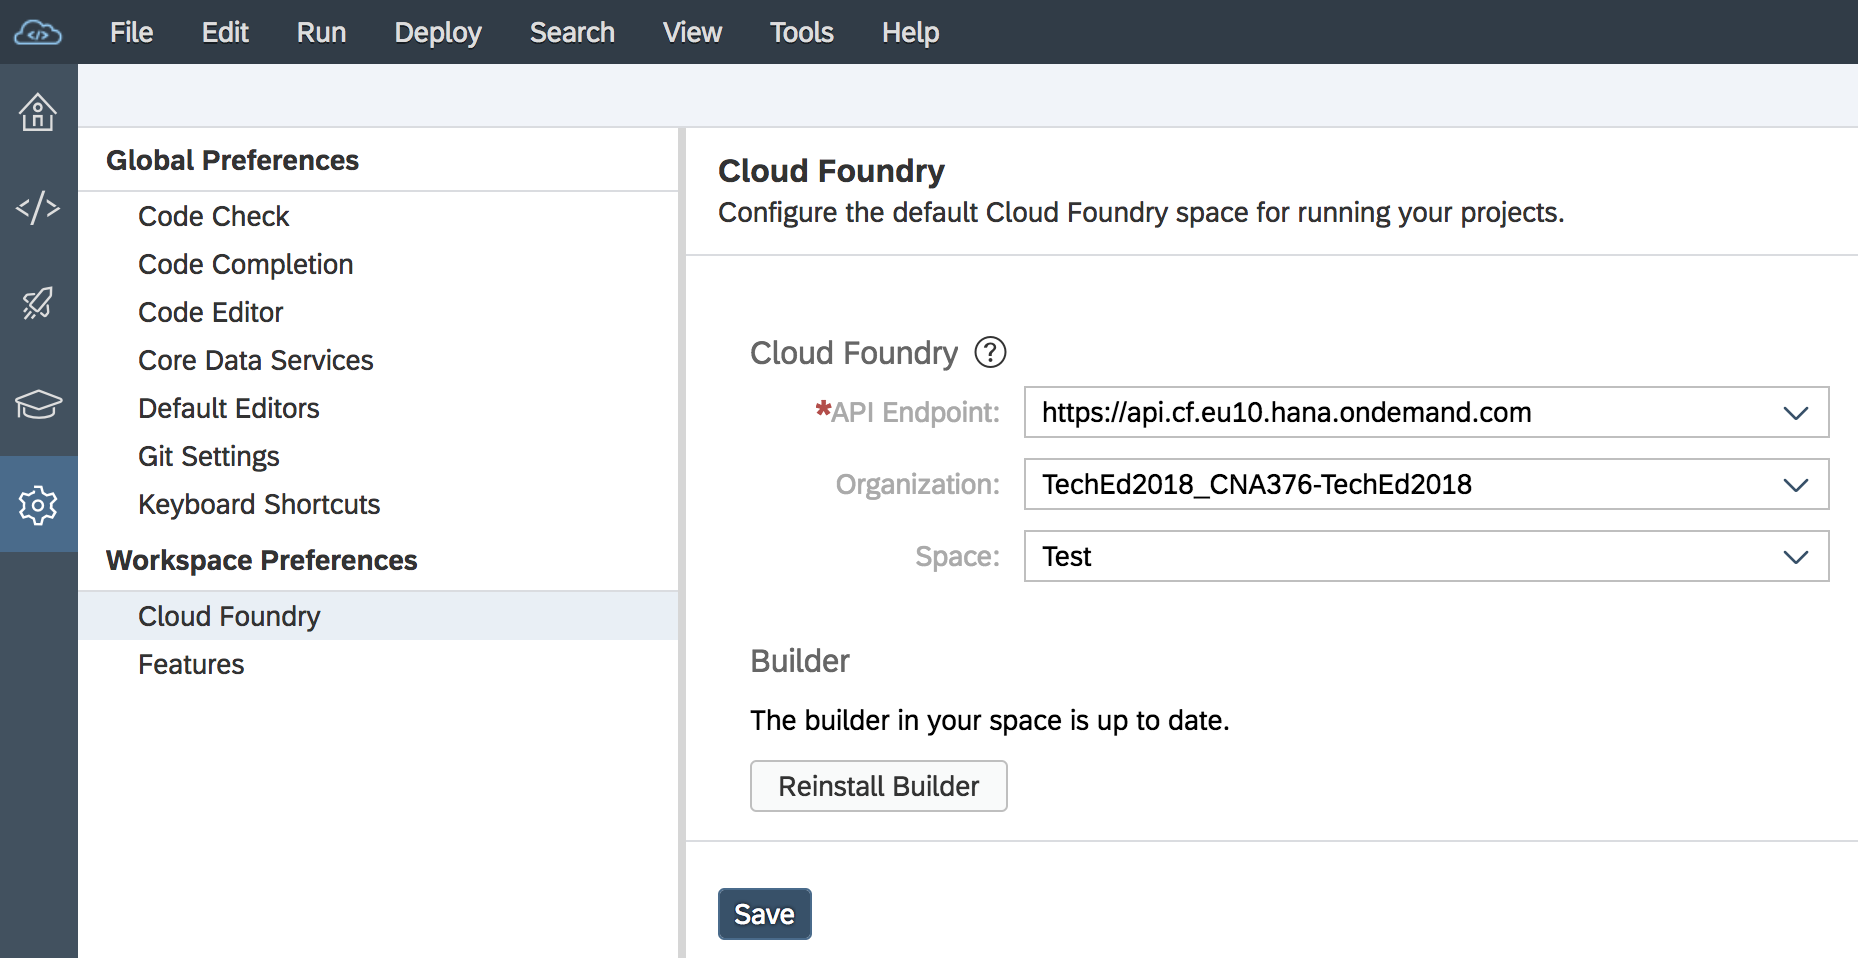 File Edit Run Deploy Search View Tools Help
Global Preferences
Code Check
Code Completion
Code Editor
Core Data Services
Default Editors
Git Settings
Keyboard Shortcuts
Workspace Preferences
Cloud Foundry
Features
Cloud Foundry
Configure the default Cloud Foundry space for running your projects.
Cloud Foundry ?
*API Endpoint: https://api.cf.eu10.hana.ondemand.com
Organization: TechEd2018_CNA376-TechEd2018
Space: Test
Builder
The builder in your space is up to date.
Reinstall Builder
Save